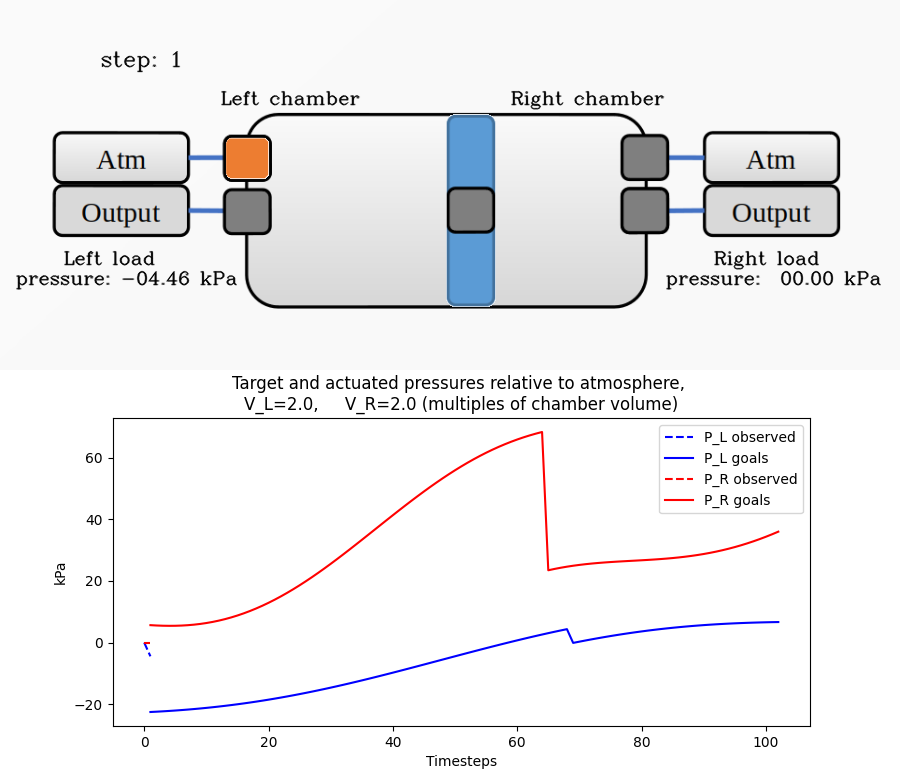 step: 1
Left chamber
Right chamber
Atm
Atm
Output
Output
Left load
pressure: −04.46 kPa
Right load
pressure: 00.00 kPa
Target and actuated pressures relative to atmosphere,
V_L=2.0, V_R=2.0 (multiples of chamber volume)
P_L observed
P_L goals
P_R observed
P_R goals
kPa
60
40
20
0
−20
0 20 40 60 80 100
Timesteps